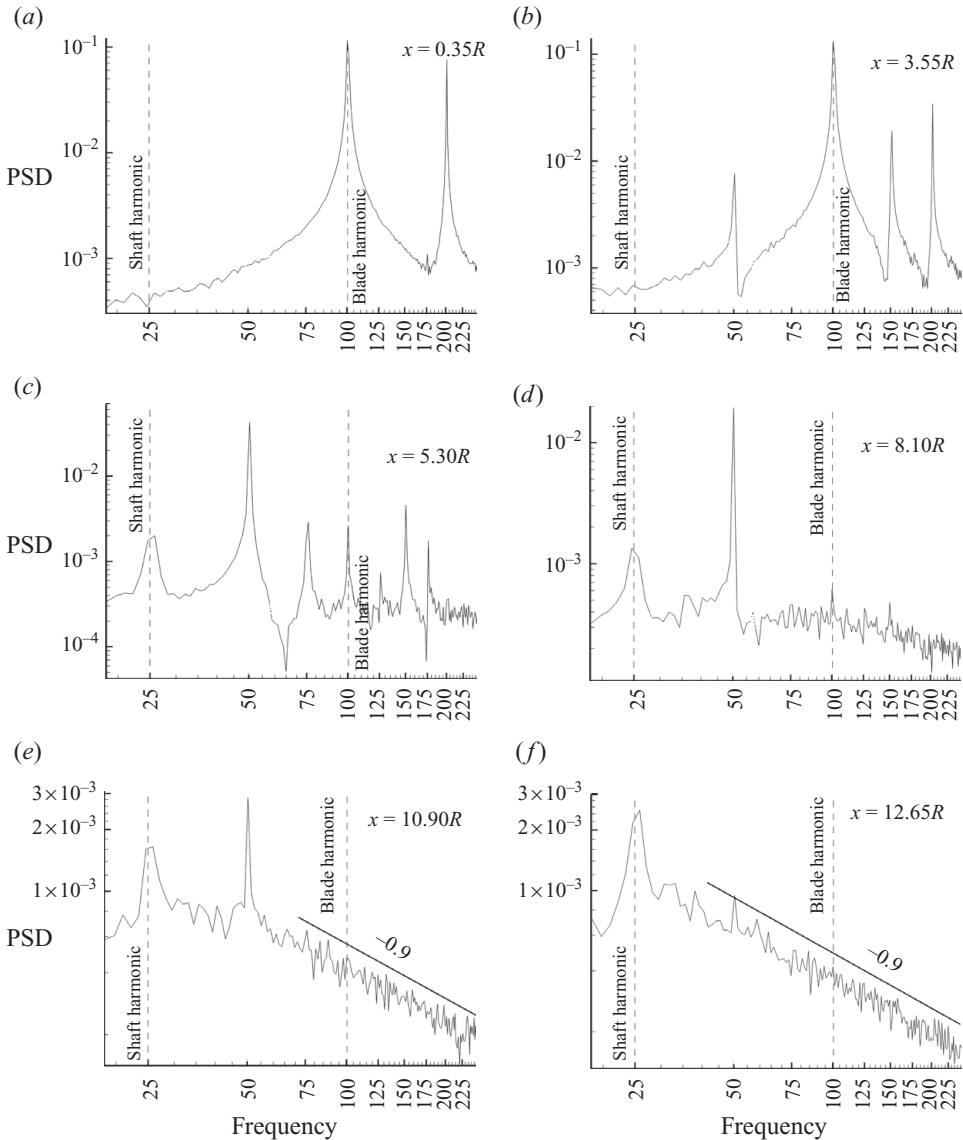 (a)
(b)
10⁻¹
10⁻²
10⁻³
PSD
x = 0.35R
Shaft harmonic
Blade harmonic
25
50
75
100
125
150
175
200
225
10⁻¹
10⁻²
10⁻³
x = 3.55R
Shaft harmonic
Blade harmonic
25
50
75
100
125
150
175
200
225
(c)
(d)
10⁻²
10⁻³
10⁻⁴
PSD
x = 5.30R
Shaft harmonic
Blade harmonic
25
50
75
100
125
150
175
200
225
10⁻²
10⁻³
x = 8.10R
Shaft harmonic
Blade harmonic
25
50
75
100
125
150
175
200
225
(e)
(f)
3×10⁻³
2×10⁻³
1×10⁻³
PSD
x = 10.90R
Blade harmonic
−0.9
Shaft harmonic
25
50
75
100
125
150
175
200
225
Frequency
3×10⁻³
2×10⁻³
1×10⁻³
x = 12.65R
Blade harmonic
−0.9
Shaft harmonic
25
50
75
100
125
150
175
200
225
Frequency